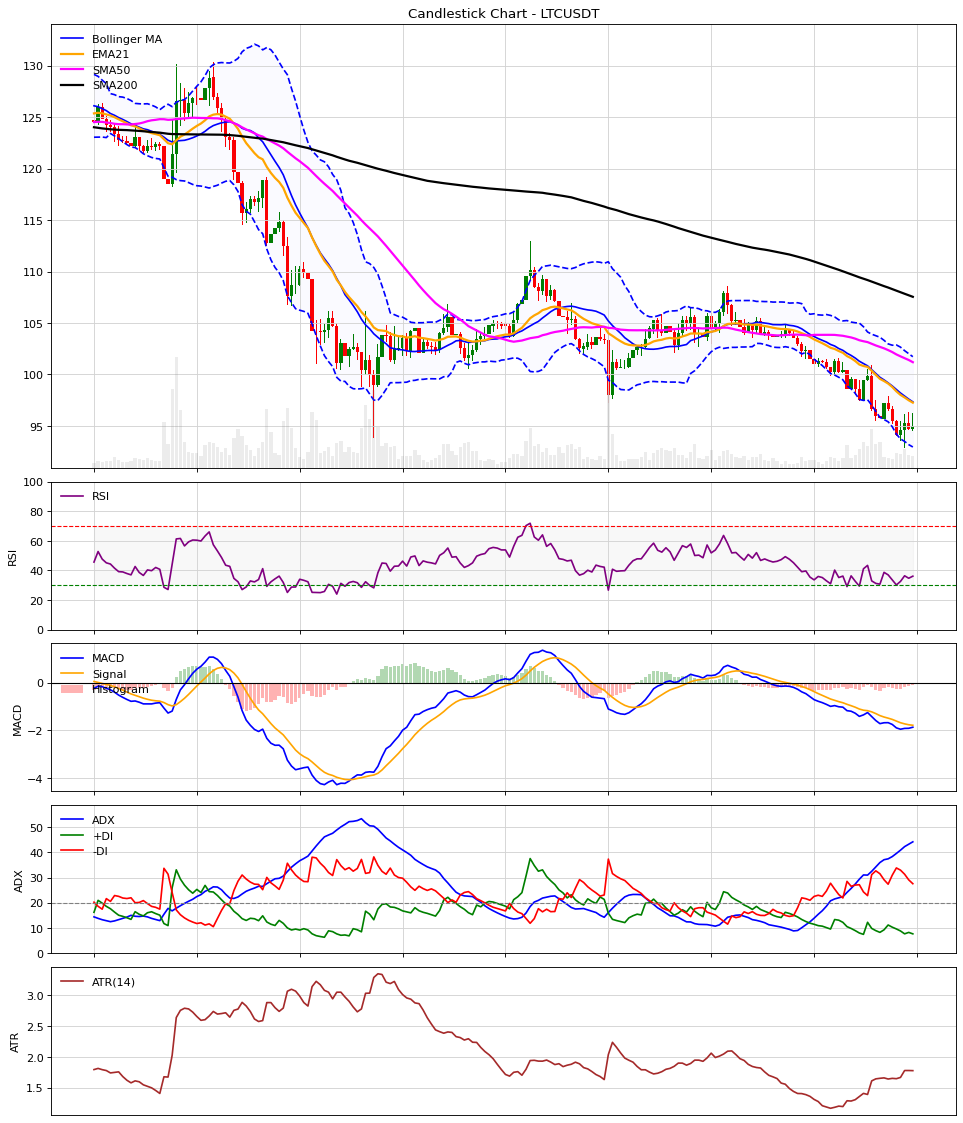 Candlestick Chart - LTCUSDT
Bollinger MA
EMA21
SMA50
SMA200
130
125
120
115
110
105
100
95
RSI
RSI
100
80
60
40
20
0
MACD
Signal
Histogram
MACD
0
−2
−4
ADX
+DI
-DI
ADX
50
40
30
20
10
0
ATR(14)
ATR
3.0
2.5
2.0
1.5